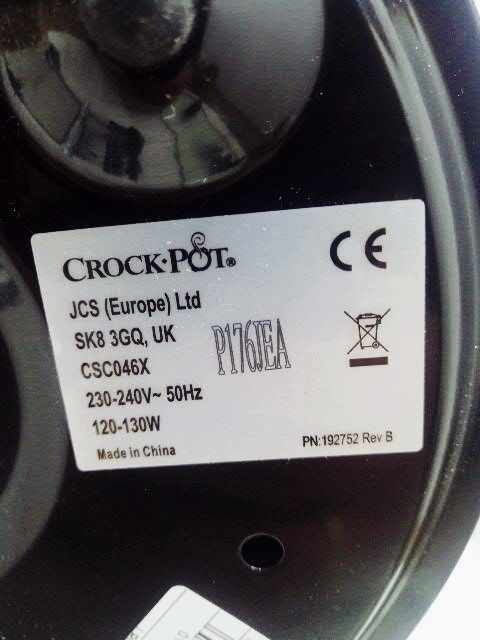 CROCK·POT®
JCS (Europe) Ltd
SK8 3GQ, UK
CSC046X
230-240V~ 50Hz
120-130W
Made in China
P176JEA
CE
PN:192752 Rev B